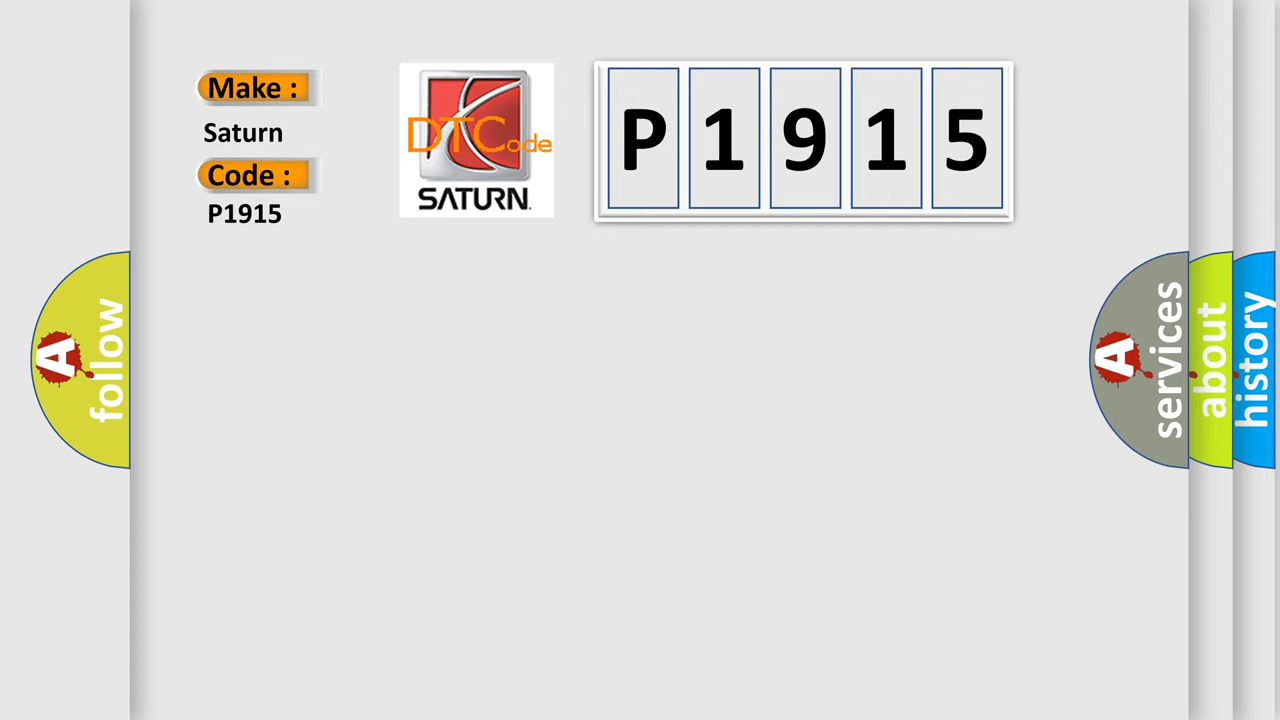 Make :
Saturn
Code :
P1915
DTCode
SATURN.
P 1 9 1 5
A follow
A services
about
history